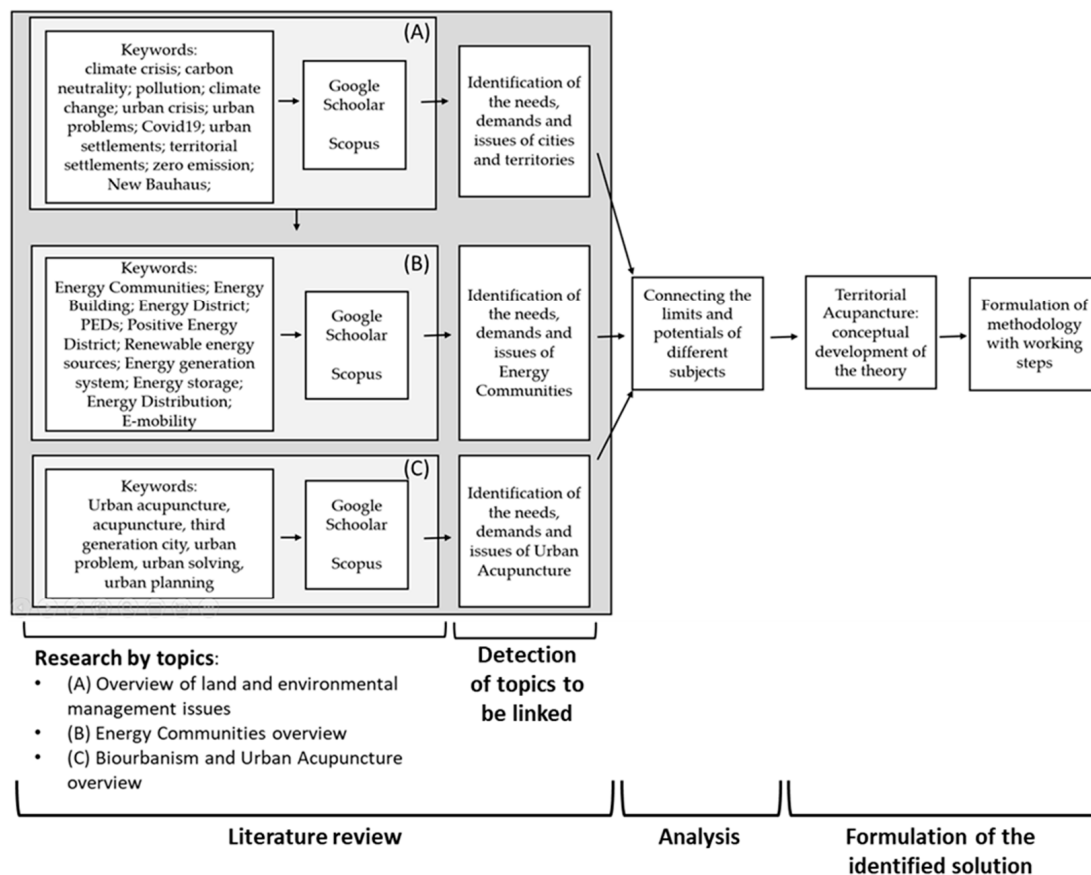 (A)
Keywords:
climate crisis; carbon
neutrality; pollution; climate
change; urban crisis; urban
problems; Covid19; urban
settlements; territorial
settlements; zero emission;
New Bauhaus;
Google
Schoolar
Scopus
Identification of
the needs,
demands and
issues of cities
and territories
(B)
Keywords:
Energy Communities; Energy
Building; Energy District;
PEDs; Positive Energy
District; Renewable energy
sources; Energy generation
system; Energy storage;
Energy Distribution;
E-mobility
Google
Schoolar
Scopus
Identification of
the needs,
demands and
issues of
Energy
Communities
(C)
Keywords:
Urban acupuncture,
acupuncture, third
generation city, urban
problem, urban solving,
urban planning
Google
Schoolar
Scopus
Identification of
the needs,
demands and
issues of Urban
Acupuncture
Connecting the
limits and
potentials of
different
subjects
Territorial
Acupuncture:
conceptual
development of
the theory
Formulation of
methodology
with working
steps
Research by topics:
• (A) Overview of land and environmental
management issues
• (B) Energy Communities overview
• (C) Biourbanism and Urban Acupuncture
overview
Detection
of topics to
be linked
Literature review
Analysis
Formulation of the
identified solution